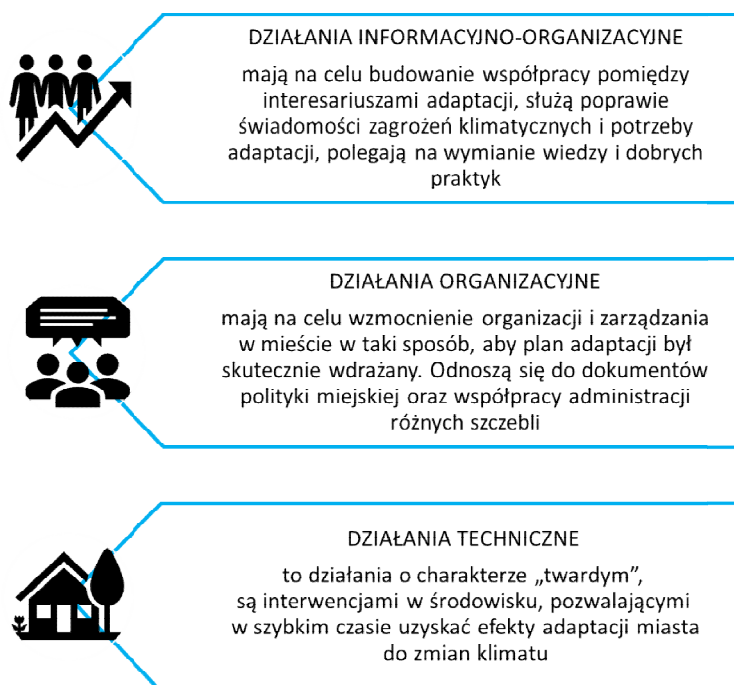 DZIAŁANIA INFORMACYJNO-ORGANIZACYJNE
mają na celu budowanie współpracy pomiędzy
interesariuszami adaptacji, służą poprawie
świadomości zagrożeń klimatycznych i potrzeby
adaptacji, polegają na wymianie wiedzy i dobrych
praktyk
DZIAŁANIA ORGANIZACYJNE
mają na celu wzmocnienie organizacji i zarządzania
w mieście w taki sposób, aby plan adaptacji był
skutecznie wdrażany. Odnoszą się do dokumentów
polityki miejskiej oraz współpracy administracji
różnych szczebli
DZIAŁANIA TECHNICZNE
to działania o charakterze „twardym”,
są interwencjami w środowisku, pozwalającymi
w szybkim czasie uzyskać efekty adaptacji miasta
do zmian klimatu